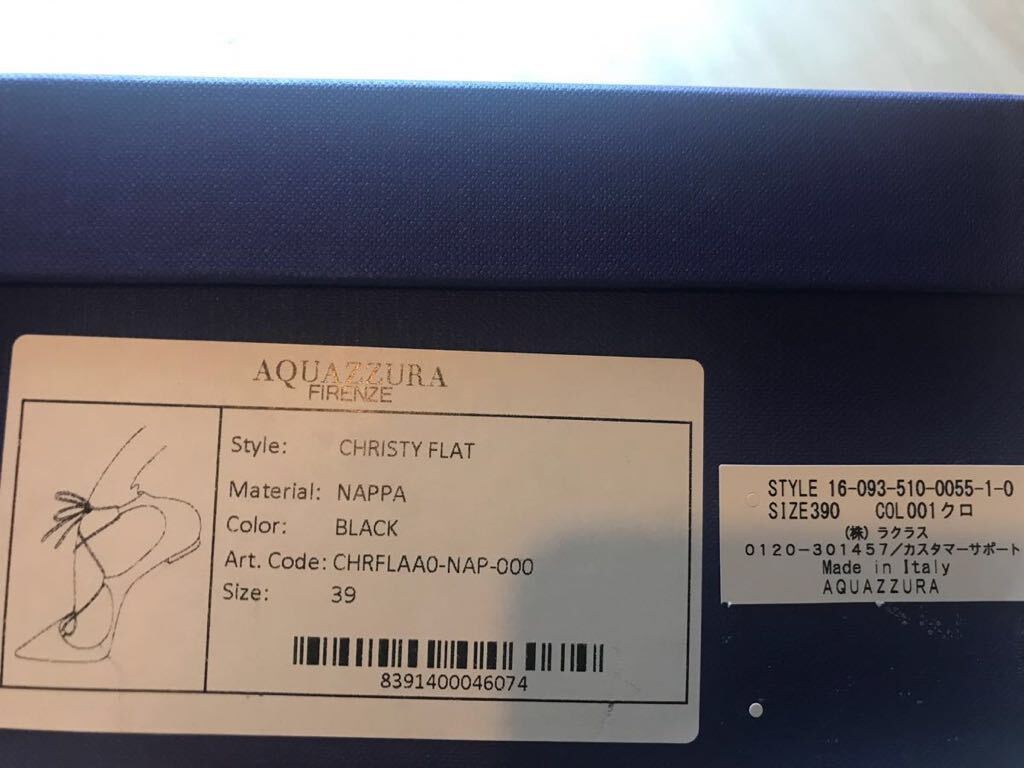 AQUAZZURA
FIRENZE
Style: CHRISTY FLAT
Material: NAPPA
Color: BLACK
Art. Code: CHRFLAA0-NAP-000
Size: 39
8391400046074
STYLE 16-093-510-0055-1-0
SIZE390 COL001クロ
(株) ラクラス
0120-301457/カスタマーサポート
Made in Italy
AQUAZZURA